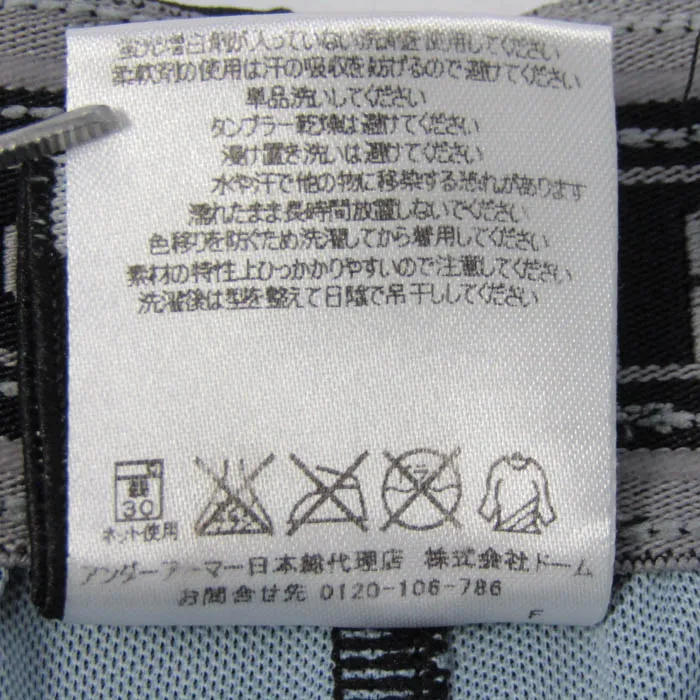 蛍光増白剤が入っていない洗剤を使用してください
柔軟剤の使用は汗の吸収を妨げるので避けてください
単品洗いしてください
タンブラー乾燥は避けてください
浸け置き洗いは避けてください
水や汗で他の物に移染する恐れがあります
濡れたまま長時間放置しないでください
色移りを防ぐため洗濯してから着用してください
素材の特性上ひっかかりやすいので注意してください
洗濯後は型を整えて日陰で吊干ししてください
弱
30
ネット使用
アンダーアーマー日本総代理店 株式会社ドーム
お問合せ先 0120-106-786